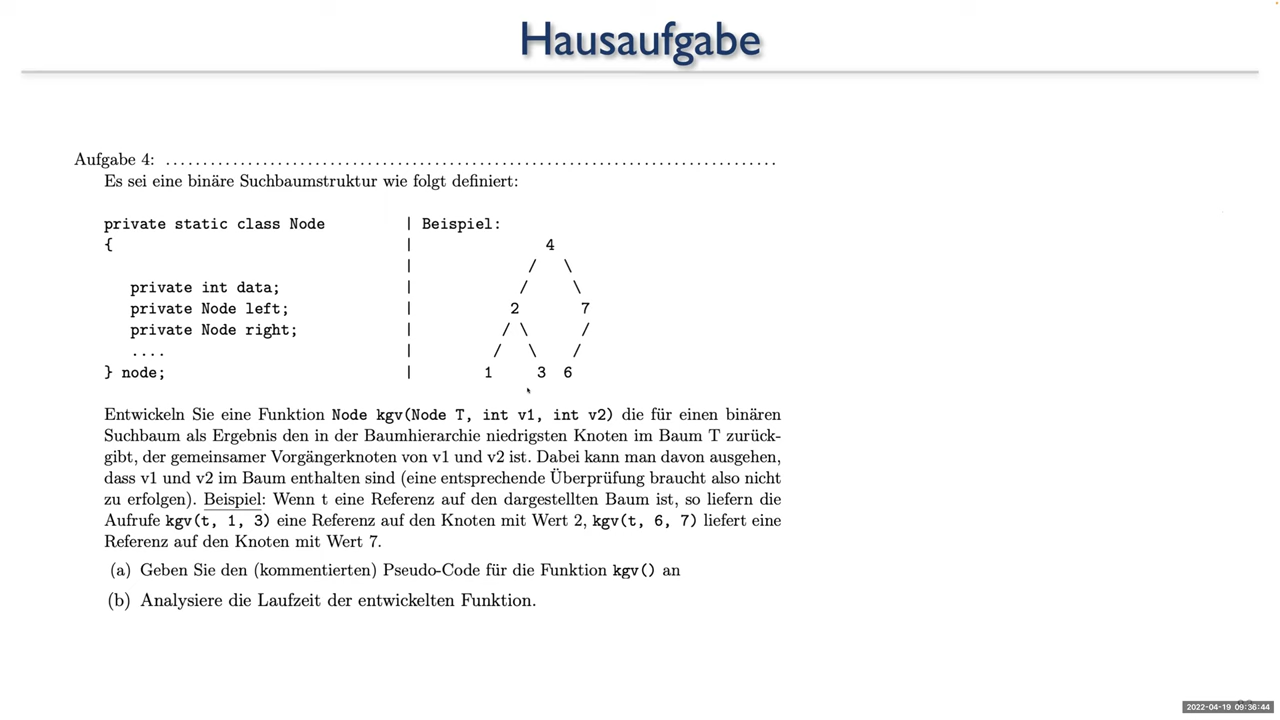 Hausaufgabe
Aufgabe 4: ..................................................................................
Es sei eine binäre Suchbaumstruktur wie folgt definiert:
private static class Node | Beispiel:
{ | 4
| / \
private int data; | / \
private Node left; | 2 7
private Node right; | / \ /
.... | / \ /
} node; | 1 3 6
Entwickeln Sie eine Funktion Node kgv(Node T, int v1, int v2) die für einen binären
Suchbaum als Ergebnis den in der Baumhierarchie niedrigsten Knoten im Baum T zurück-
gibt, der gemeinsamer Vorgängerknoten von v1 und v2 ist. Dabei kann man davon ausgehen,
dass v1 und v2 im Baum enthalten sind (eine entsprechende Überprüfung braucht also nicht
zu erfolgen). Beispiel: Wenn t eine Referenz auf den dargestellten Baum ist, so liefern die
Aufrufe kgv(t, 1, 3) eine Referenz auf den Knoten mit Wert 2, kgv(t, 6, 7) liefert eine
Referenz auf den Knoten mit Wert 7.
(a) Geben Sie den (kommentierten) Pseudo-Code für die Funktion kgv() an
(b) Analysiere die Laufzeit der entwickelten Funktion.
2022-04-19 09:36:44